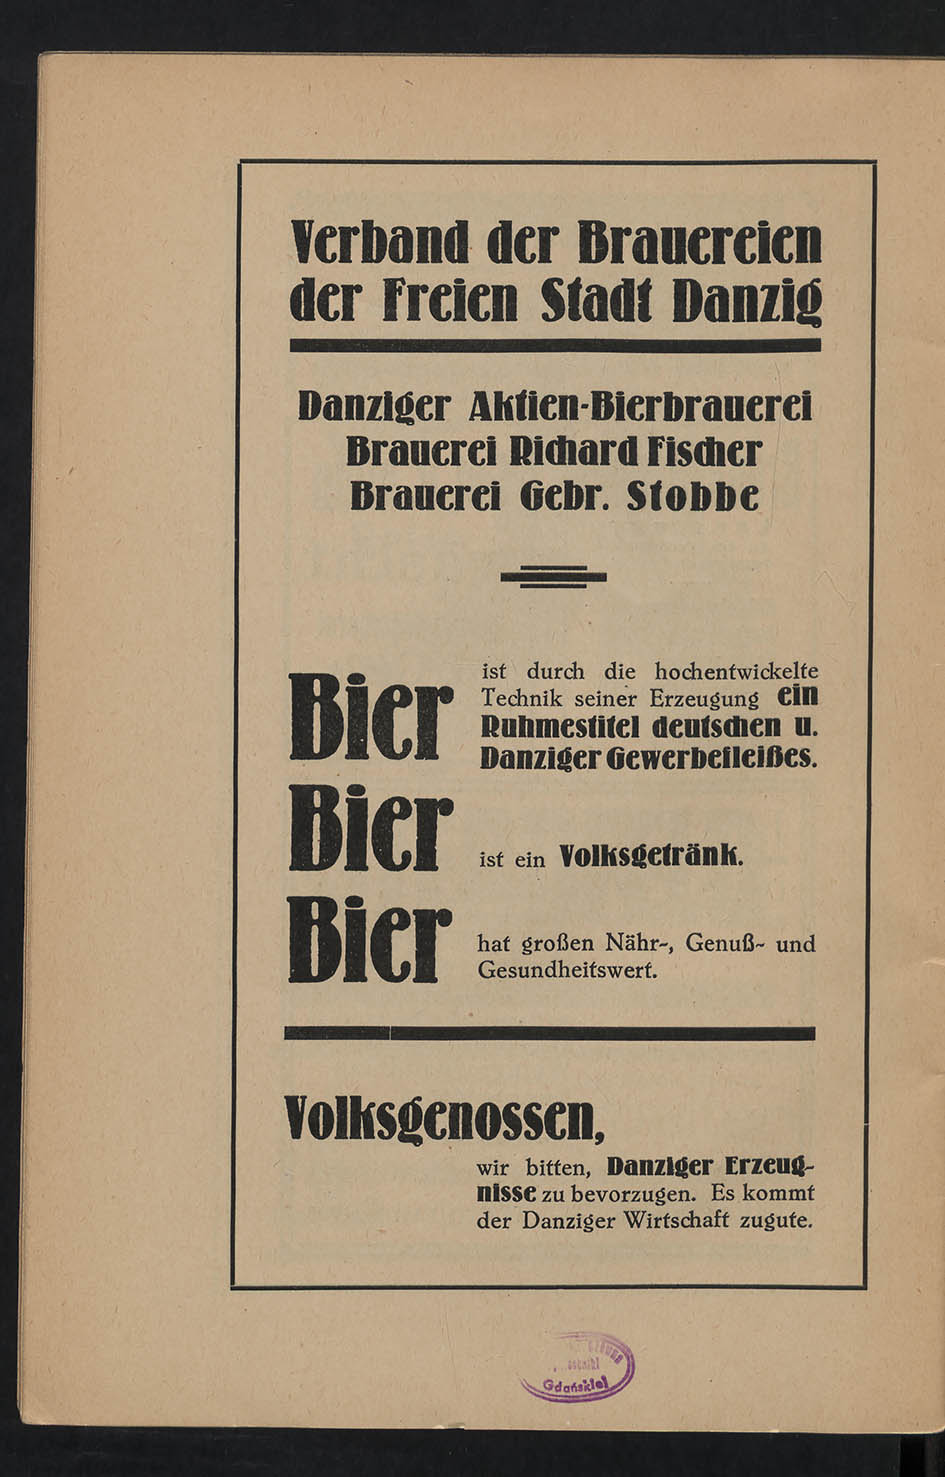 Verband der Brauereien
der Freien Stadt Danzig
Danziger Aktien-Bierbrauerei
Brauerei Richard Fischer
Brauerei Gebr. Stobbe
Bier
ist durch die hochentwickelte
Technik seiner Erzeugung ein
Ruhmestitel deutschen u.
Danziger Gewerbefleißes.
Bier
ist ein Volksgetränk.
Bier
hat großen Nähr-, Genuß- und
Gesundheitswert.
Volksgenossen,
wir bitten, Danziger Erzeug-
nisse zu bevorzugen. Es kommt
der Danziger Wirtschaft zugute.
Gdańskiej